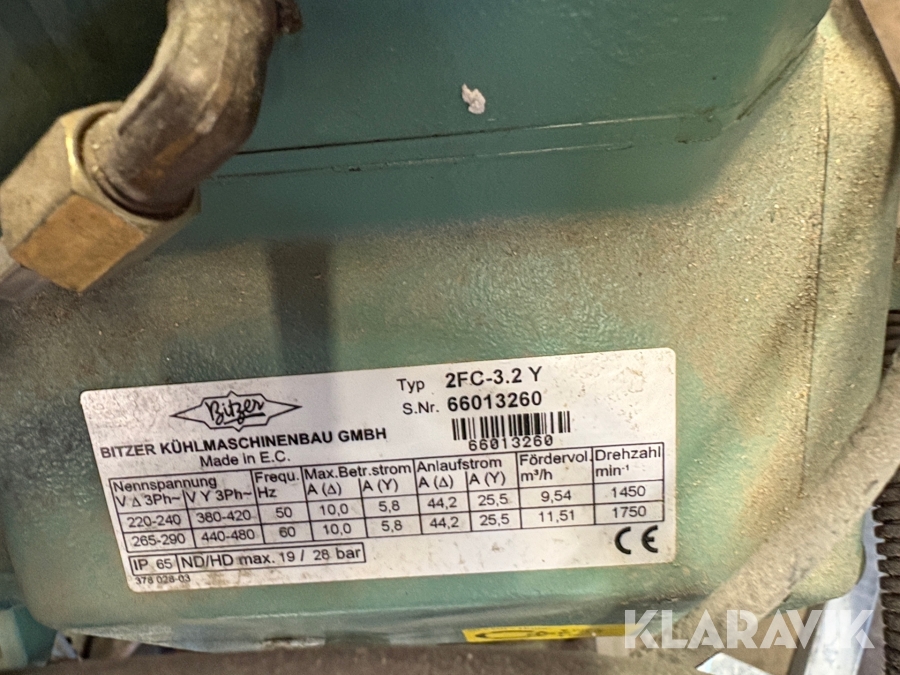 Bitzer
BITZER KÜHLMASCHINENBAU GMBH
Made in E.C.
Typ 2FC-3.2 Y
S.Nr. 66013260
66013260
Nennspannung Frequ. Max.Betr.strom Anlaufstrom Fördervol. Drehzahl
V Δ 3Ph~ V Y 3Ph~ Hz A (Δ) A (Y) A (Δ) A (Y) m³/h min-¹
220-240 380-420 50 10,0 5,8 44,2 25,5 9,54 1450
265-290 440-480 60 10,0 5,8 44,2 25,5 11,51 1750
IP 65 ND/HD max. 19 / 28 bar
378 028-03
CE
KLARAVIK